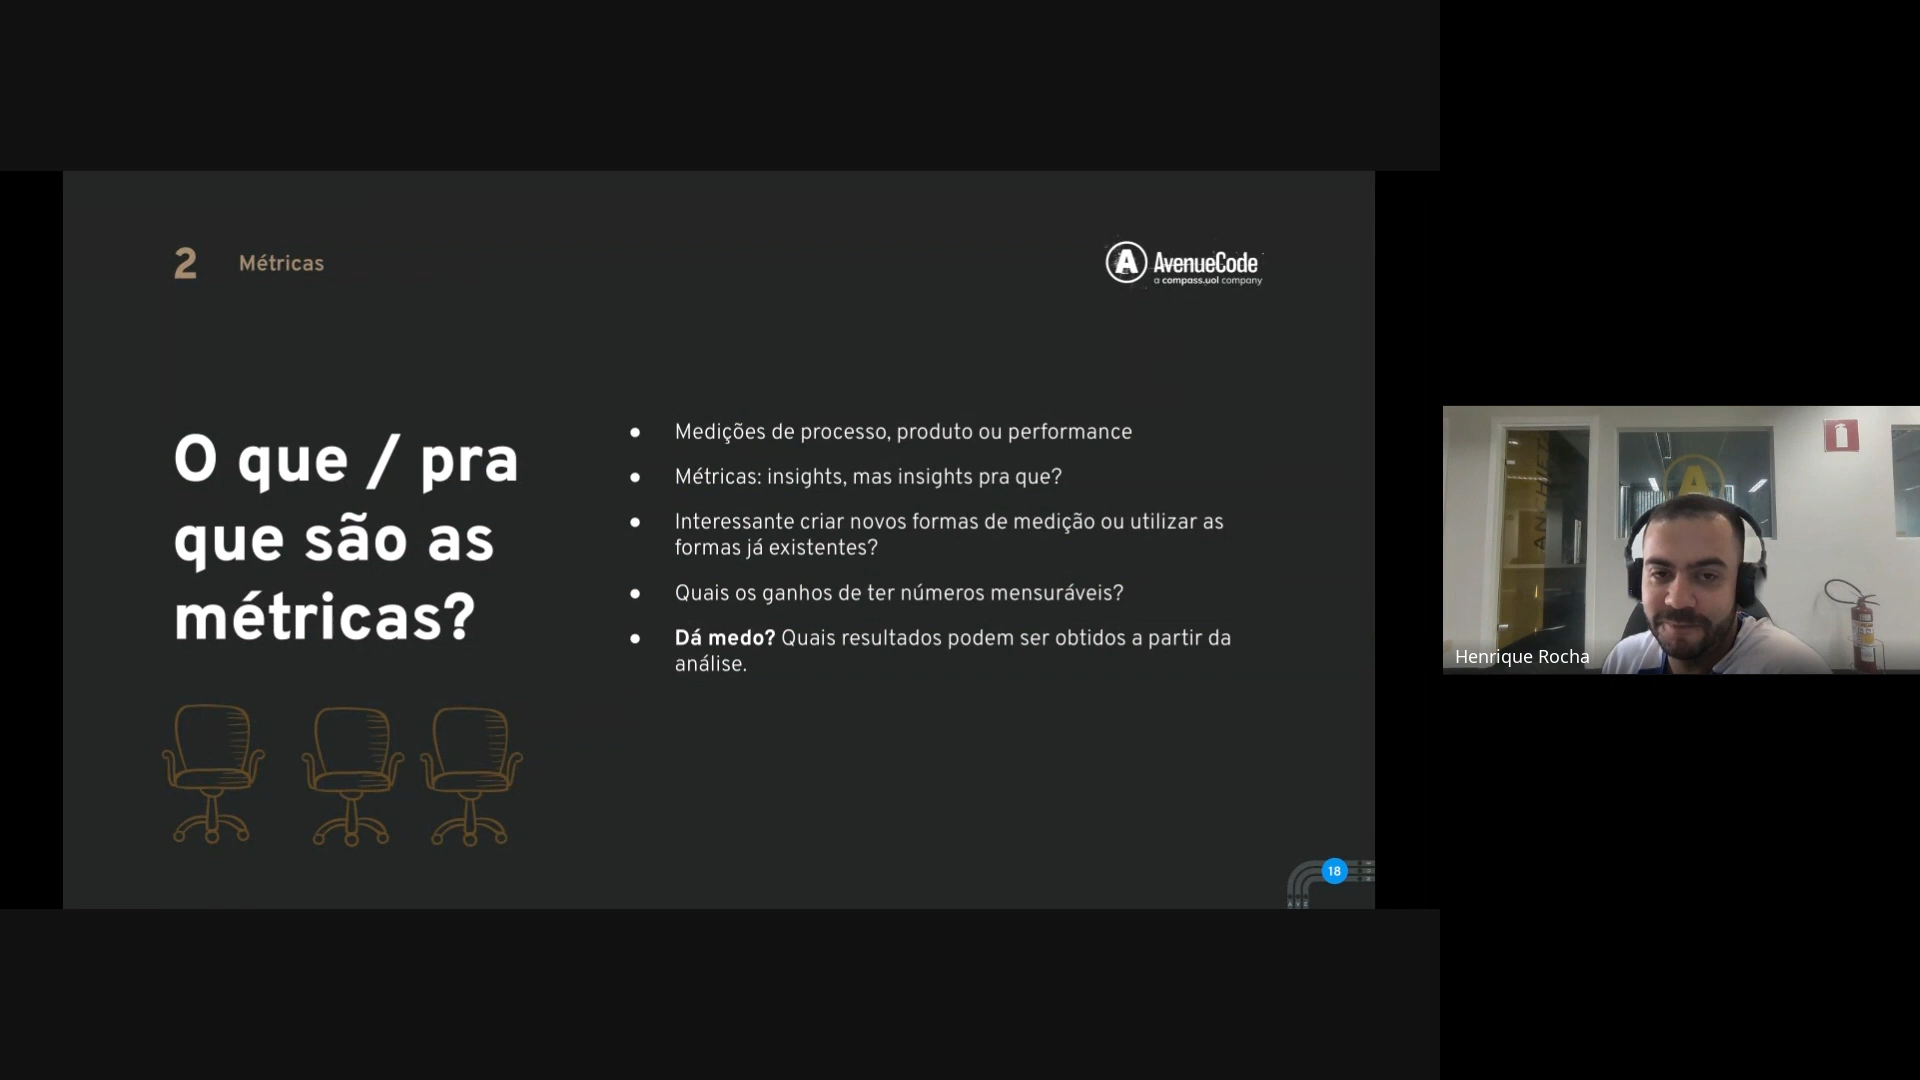 2 Métricas
A AvenueCode
a compass.uol company
O que / pra
que são as
métricas?
● Medições de processo, produto ou performance
● Métricas: insights, mas insights pra que?
● Interessante criar novos formas de medição ou utilizar as
formas já existentes?
● Quais os ganhos de ter números mensuráveis?
● Dá medo? Quais resultados podem ser obtidos a partir da
análise.
18
A
Henrique Rocha